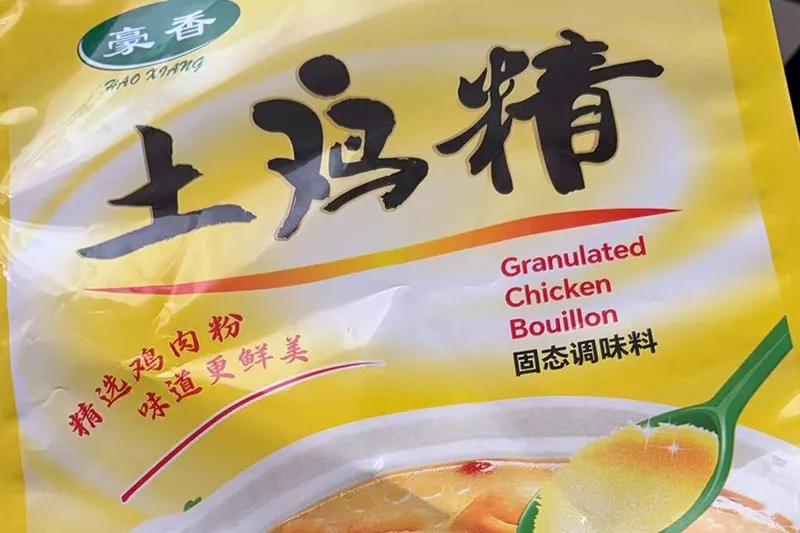 豪香
HAO XIANG
土鸡精
Granulated
Chicken
Bouillon
固态调味料
精选鸡肉粉
味道更鲜美